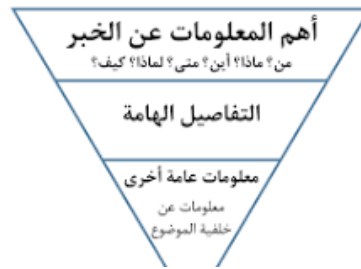 أهم المعلومات عن الخبر
من؟ ماذا؟ أين؟ متى؟ لماذا؟ كيف؟
التفاصيل الهامة
معلومات عامة أخرى
معلومات عن
خلفية الموضوع